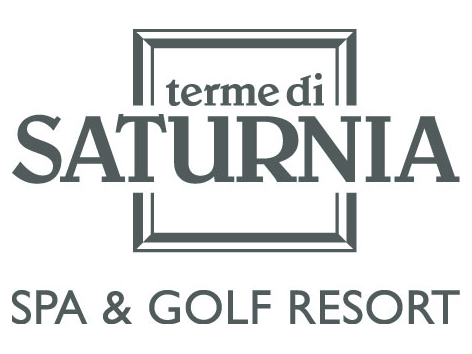 terme di
SATURNIA
SPA & GOLF RESORT